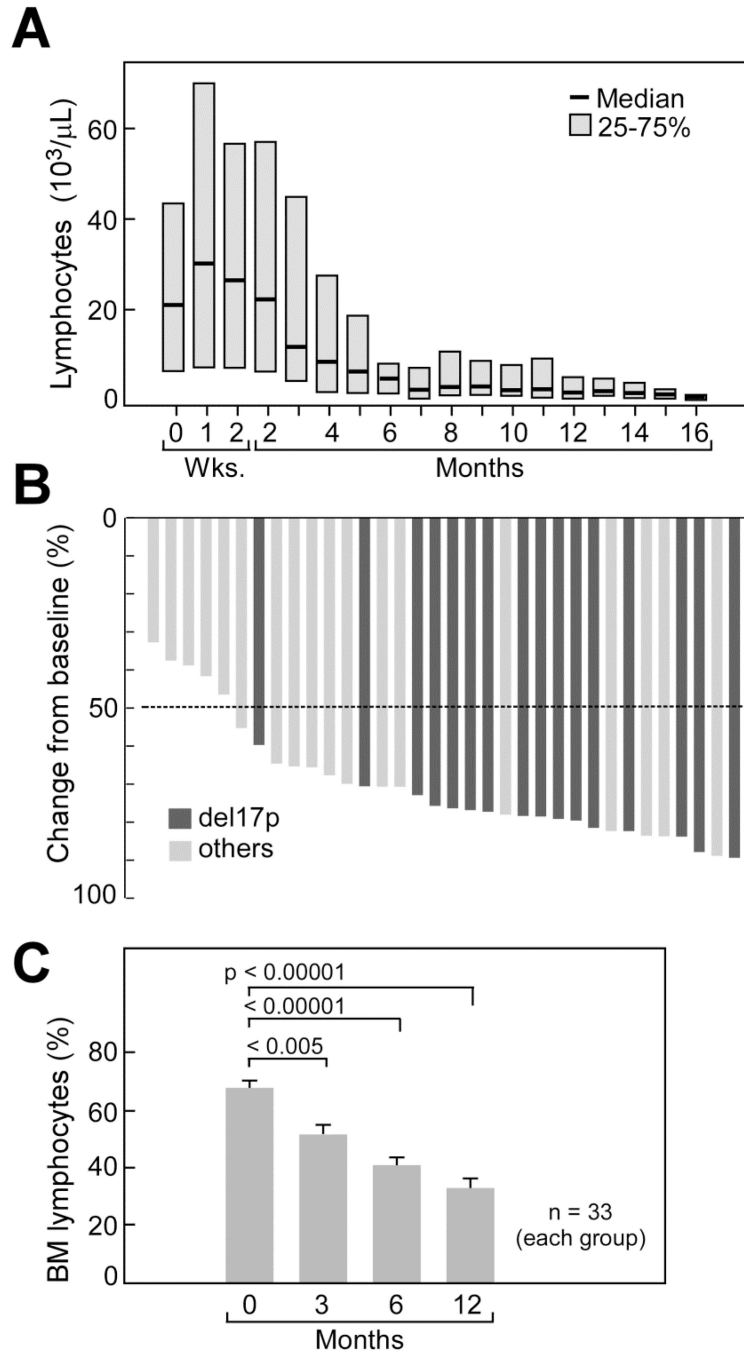 A
Lymphocytes (10³/µL)
60
40
20
0
Median
25-75%
0 1 2 2 4 6 8 10 12 14 16
Wks. Months
B
Change from baseline (%)
0
50
100
del17p
others
C
BM lymphocytes (%)
80
60
40
20
0
p < 0.00001
< 0.00001
< 0.005
n = 33
(each group)
0 3 6 12
Months